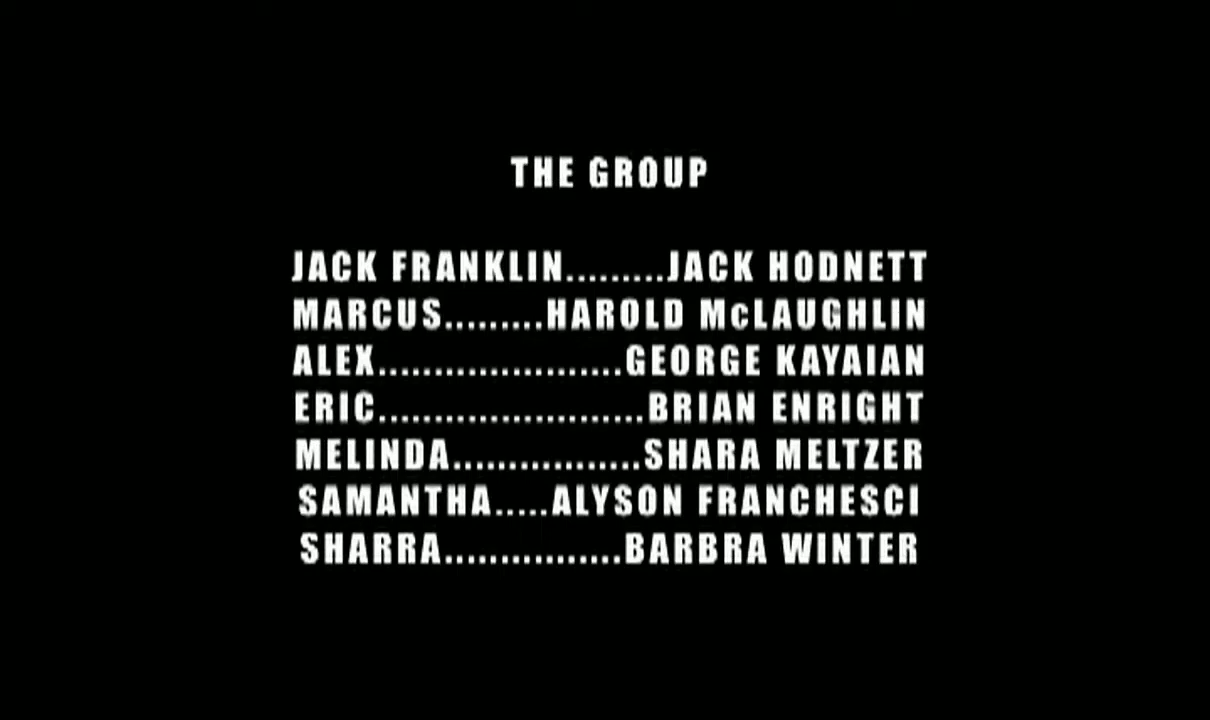 THE GROUP
JACK FRANKLIN.........JACK HODNETT
MARCUS.........HAROLD McLAUGHLIN
ALEX......................GEORGE KAYAIAN
ERIC........................BRIAN ENRIGHT
MELINDA.................SHARA MELTZER
SAMANTHA.....ALYSON FRANCHESCI
SHARRA................BARBRA WINTER